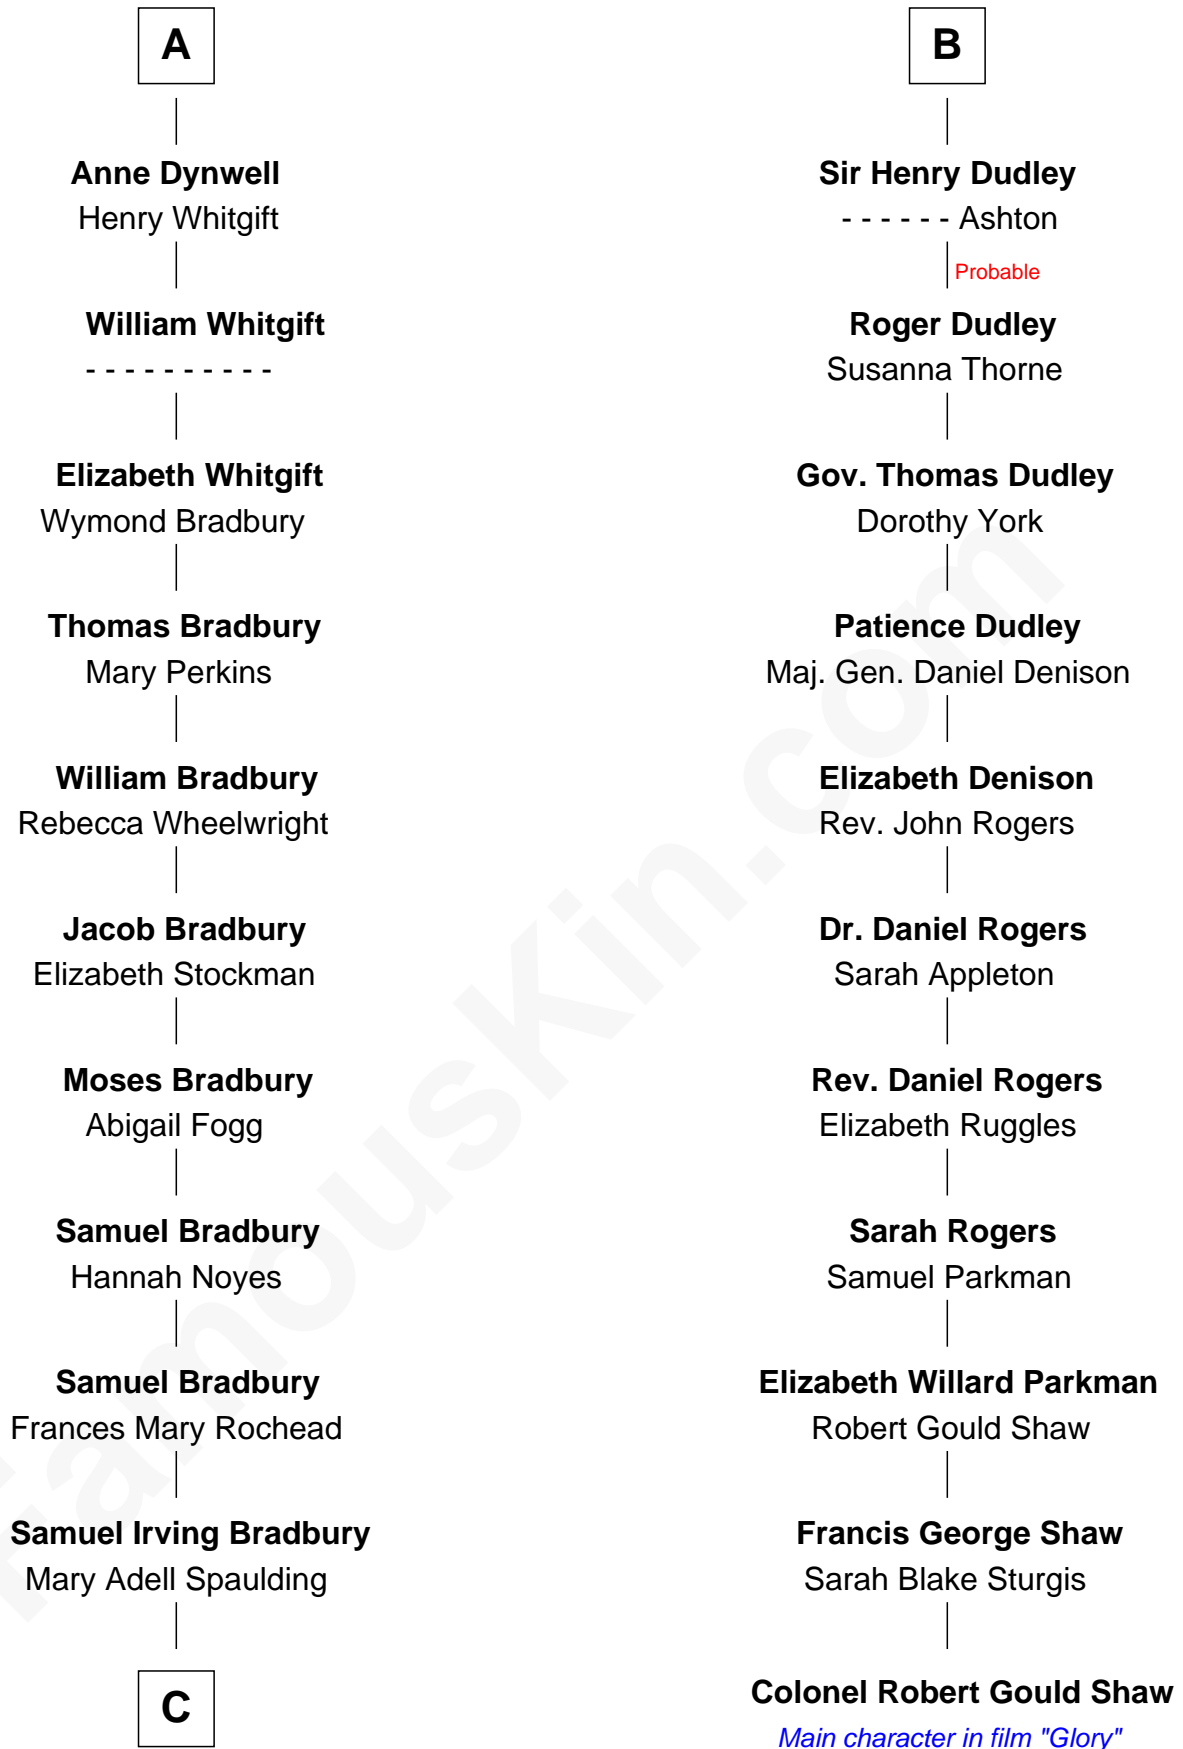 A
Anne Dynwell
Henry Whitgift
William Whitgift
- - - - - - - - - -
Elizabeth Whitgift
Wymond Bradbury
Thomas Bradbury
Mary Perkins
William Bradbury
Rebecca Wheelwright
Jacob Bradbury
Elizabeth Stockman
Moses Bradbury
Abigail Fogg
Samuel Bradbury
Hannah Noyes
Samuel Bradbury
Frances Mary Rochead
Samuel Irving Bradbury
Mary Adell Spaulding
C
B
Sir Henry Dudley
- - - - - - Ashton
Probable
Roger Dudley
Susanna Thorne
Gov. Thomas Dudley
Dorothy York
Patience Dudley
Maj. Gen. Daniel Denison
Elizabeth Denison
Rev. John Rogers
Dr. Daniel Rogers
Sarah Appleton
Rev. Daniel Rogers
Elizabeth Ruggles
Sarah Rogers
Samuel Parkman
Elizabeth Willard Parkman
Robert Gould Shaw
Francis George Shaw
Sarah Blake Sturgis
Colonel Robert Gould Shaw
Main character in film "Glory"
FamousKin.com